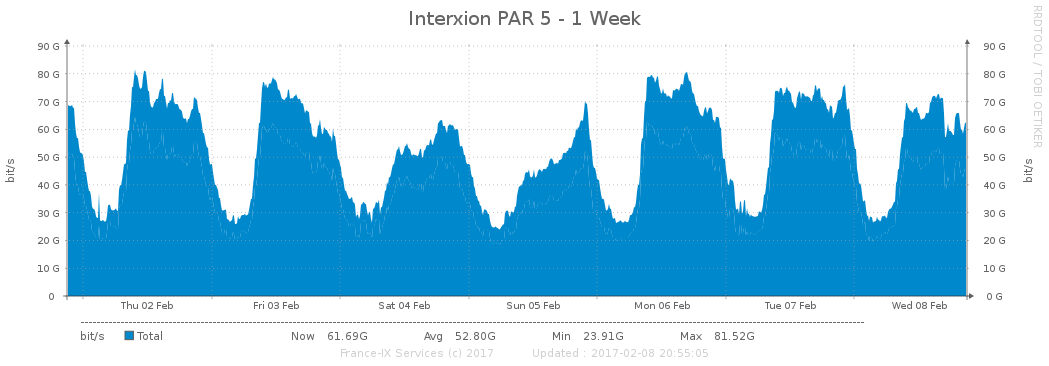 Interxion PAR 5 - 1 Week
RRDTOOL / TOBI OETIKER
90 G 90 G
80 G 80 G
70 G 70 G
60 G 60 G
50 G 50 G
bit/s bit/s
40 G 40 G
30 G 30 G
20 G 20 G
10 G 10 G
0 0 G
Thu 02 Feb Fri 03 Feb Sat 04 Feb Sun 05 Feb Mon 06 Feb Tue 07 Feb Wed 08 Feb
bit/s Total Now 61.69G Avg 52.80G Min 23.91G Max 81.52G
France-IX Services (c) 2017 Updated : 2017-02-08 20:55:05